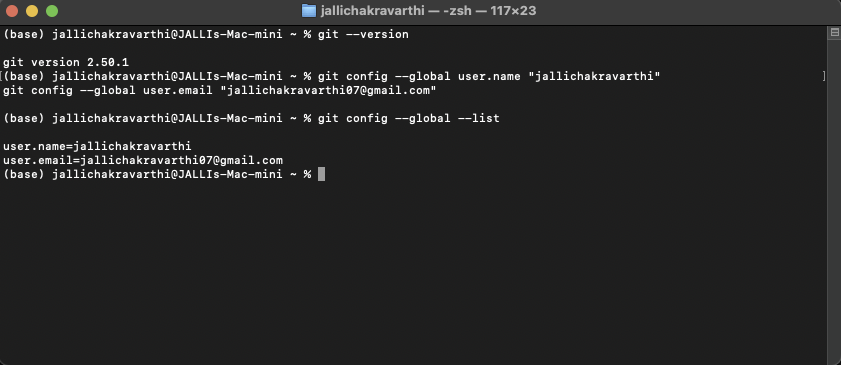 jallichakravarthi — -zsh — 117×23
(base) jallichakravarthi@JALLIs-Mac-mini ~ % git --version
git version 2.50.1
[(base) jallichakravarthi@JALLIs-Mac-mini ~ % git config --global user.name "jallichakravarthi" ]
git config --global user.email "jallichakravarthi07@gmail.com"
(base) jallichakravarthi@JALLIs-Mac-mini ~ % git config --global --list
user.name=jallichakravarthi
user.email=jallichakravarthi07@gmail.com
(base) jallichakravarthi@JALLIs-Mac-mini ~ %